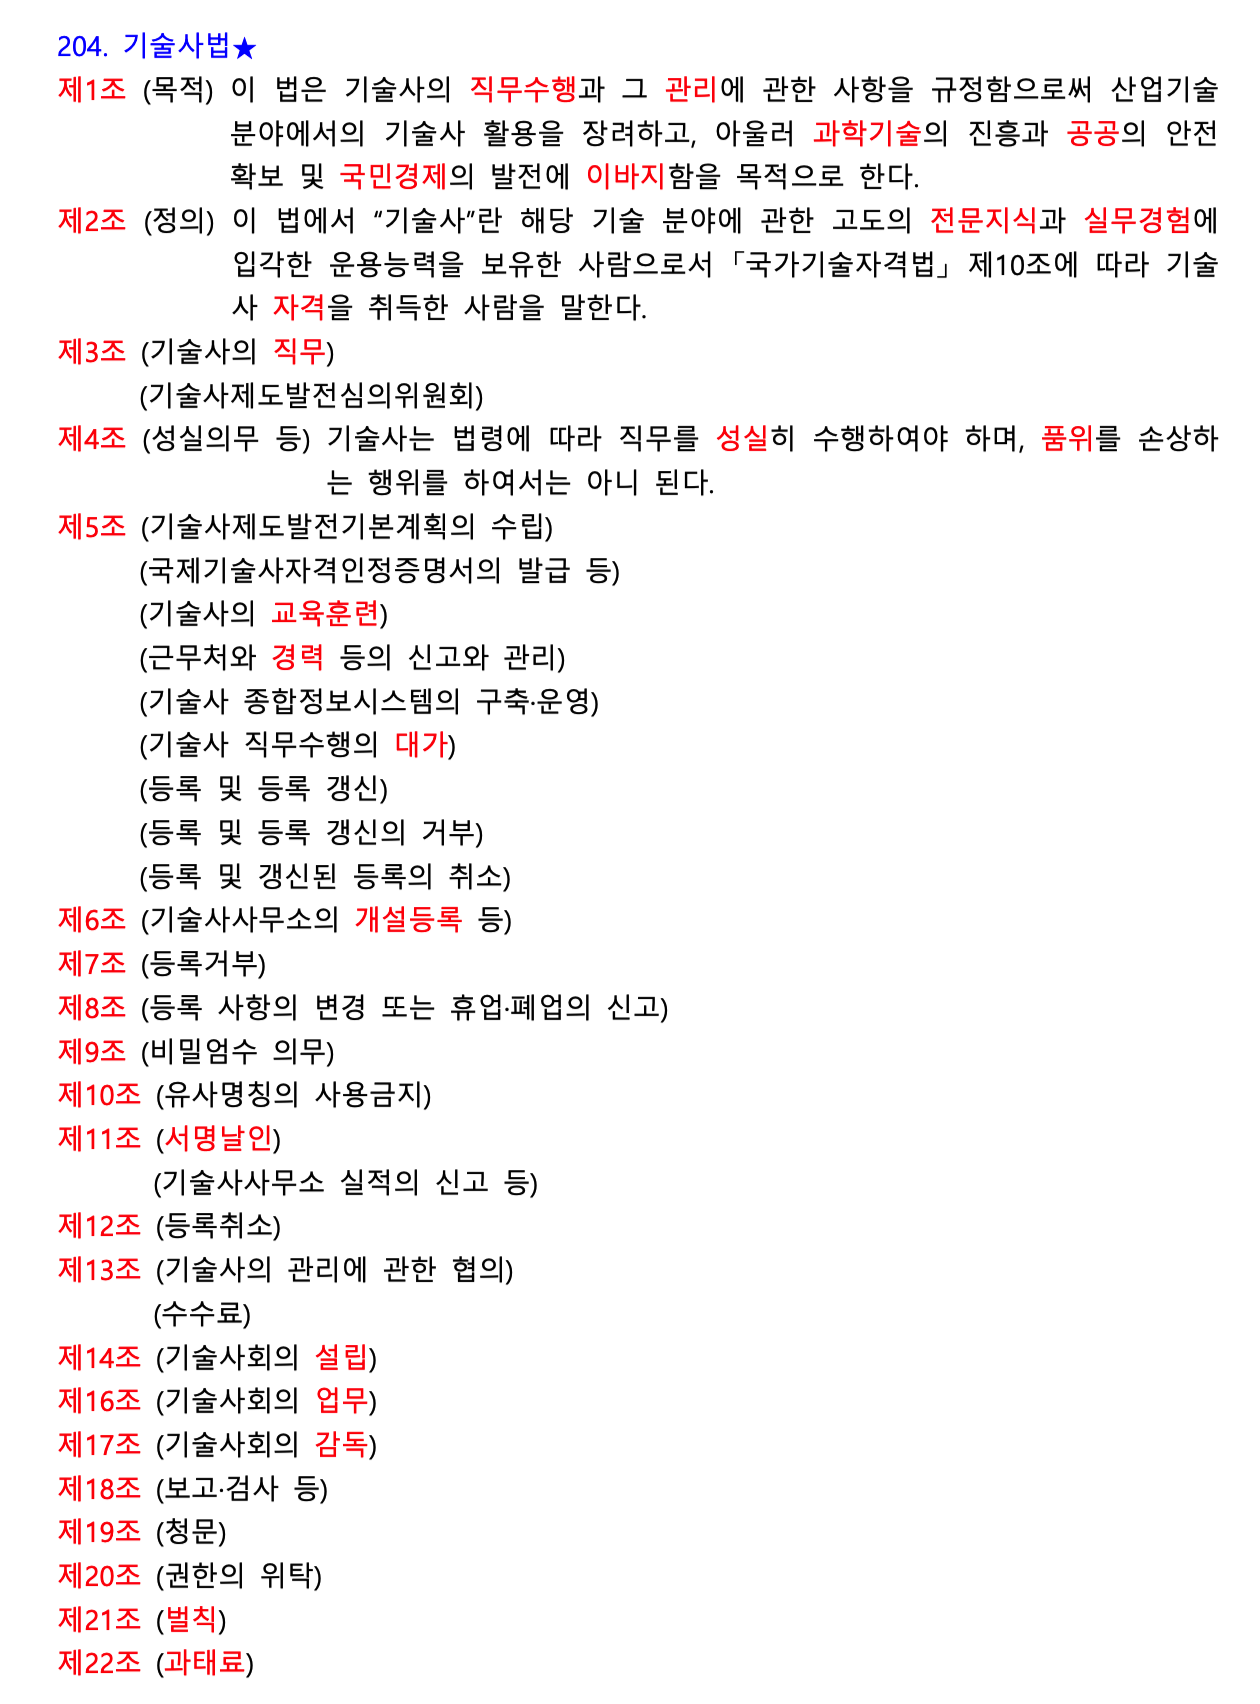 204. 기술사법★
제1조 (목적) 이 법은 기술사의 직무수행과 그 관리에 관한 사항을 규정함으로써 산업기술
분야에서의 기술사 활용을 장려하고, 아울러 과학기술의 진흥과 공공의 안전
확보 및 국민경제의 발전에 이바지함을 목적으로 한다.
제2조 (정의) 이 법에서 “기술사”란 해당 기술 분야에 관한 고도의 전문지식과 실무경험에
입각한 운용능력을 보유한 사람으로서 「국가기술자격법」 제10조에 따라 기술
사 자격을 취득한 사람을 말한다.
제3조 (기술사의 직무)
(기술사제도발전심의위원회)
제4조 (성실의무 등) 기술사는 법령에 따라 직무를 성실히 수행하여야 하며, 품위를 손상하
는 행위를 하여서는 아니 된다.
제5조 (기술사제도발전기본계획의 수립)
(국제기술사자격인정증명서의 발급 등)
(기술사의 교육훈련)
(근무처와 경력 등의 신고와 관리)
(기술사 종합정보시스템의 구축·운영)
(기술사 직무수행의 대가)
(등록 및 등록 갱신)
(등록 및 등록 갱신의 거부)
(등록 및 갱신된 등록의 취소)
제6조 (기술사사무소의 개설등록 등)
제7조 (등록거부)
제8조 (등록 사항의 변경 또는 휴업·폐업의 신고)
제9조 (비밀엄수 의무)
제10조 (유사명칭의 사용금지)
제11조 (서명날인)
(기술사사무소 실적의 신고 등)
제12조 (등록취소)
제13조 (기술사의 관리에 관한 협의)
(수수료)
제14조 (기술사회의 설립)
제16조 (기술사회의 업무)
제17조 (기술사회의 감독)
제18조 (보고·검사 등)
제19조 (청문)
제20조 (권한의 위탁)
제21조 (벌칙)
제22조 (과태료)